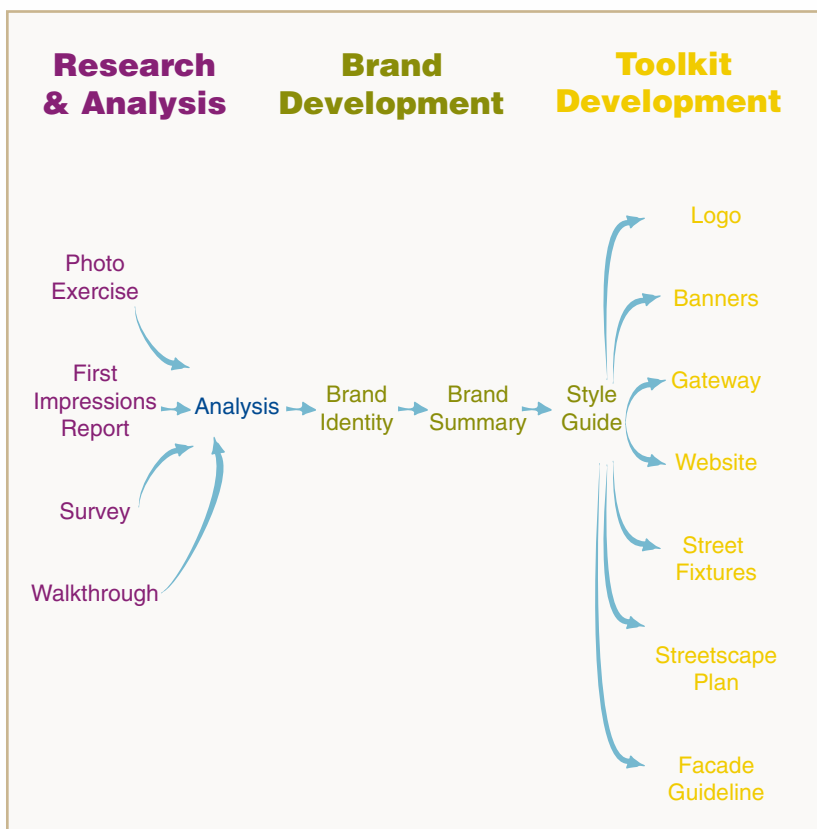 Research
& Analysis
Brand
Development
Toolkit
Development
Photo
Exercise
First
Impressions
Report
Survey
Walkthrough
Analysis
Brand
Identity
Brand
Summary
Style
Guide
Logo
Banners
Gateway
Website
Street
Fixtures
Streetscape
Plan
Facade
Guideline